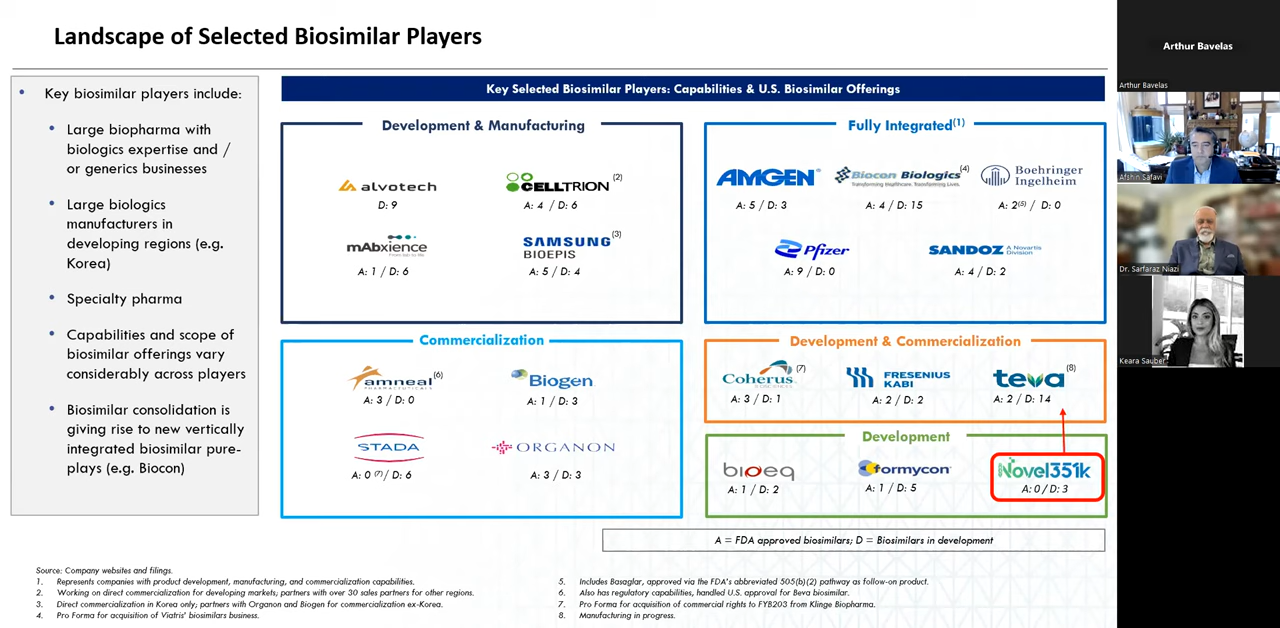 Landscape of Selected Biosimilar Players
• Key biosimilar players include:
• Large biopharma with
biologics expertise and /
or generics businesses
• Large biologics
manufacturers in
developing regions (e.g.
Korea)
• Specialty pharma
• Capabilities and scope of
biosimilar offerings vary
considerably across players
• Biosimilar consolidation is
giving rise to new vertically
integrated biosimilar pure-
plays (e.g. Biocon)
Key Selected Biosimilar Players: Capabilities & U.S. Biosimilar Offerings
Development & Manufacturing
alvotech
D: 9
CELLTRION (2)
A: 4 / D: 6
mAbxience
From lab to life
A: 1 / D: 6
SAMSUNG (3)
BIOEPIS
A: 5 / D: 4
Fully Integrated(1)
AMGEN®
A: 5 / D: 3
Biocon Biologics(4)
Transforming Healthcare. Transforming Lives.
A: 4 / D: 15
Boehringer
Ingelheim
A: 2(5) / D: 0
Pfizer
A: 9 / D: 0
SANDOZ A Novartis
Division
A: 4 / D: 2
Commercialization
amneal(6)
PHARMACEUTICALS
A: 3 / D: 0
Biogen
A: 1 / D: 3
STADA
A: 0 (7)/ D: 6
ORGANON
A: 3 / D: 3
Development & Commercialization
Coherus (7)
A: 3 / D: 1
FRESENIUS
KABI
A: 2 / D: 2
teva (8)
A: 2 / D: 14
Development
bioeq
A: 1 / D: 2
formycon
A: 1 / D: 5
Novel351k
A: 0 / D: 3
A = FDA approved biosimilars; D = Biosimilars in development
Source: Company websites and filings.
1. Represents companies with product development, manufacturing, and commercialization capabilities.
2. Working on direct commercialization for developing markets; partners with over 30 sales partners for other regions.
3. Direct commercialization in Korea only; partners with Organon and Biogen for commercialization ex-Korea.
4. Pro Forma for acquisition of Viatris' biosimilars business.
5. Includes Basaglar, approved via the FDA's abbreviated 505(b)(2) pathway as follow-on product.
6. Also has regulatory capabilities, handled U.S. approval for Beva biosimilar.
7. Pro Forma for acquisition of commercial rights to FYB203 from Klinge Biopharma.
8. Manufacturing in progress.
Arthur Bavelas
Arthur Bavelas
Afshin Safavi
Dr. Sarfaraz Niazi
Keara Sauber